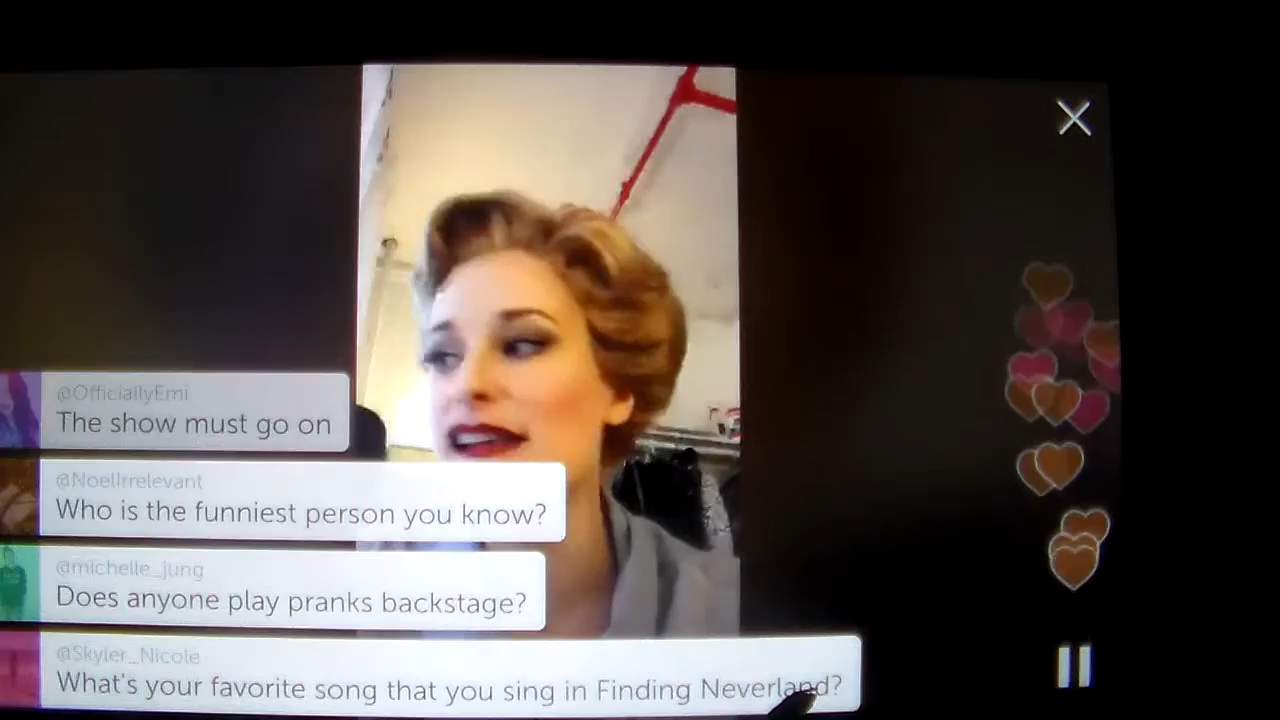 @OfficiallyEmi
The show must go on
@NoelIrrelevant
Who is the funniest person you know?
@michelle_jung
Does anyone play pranks backstage?
@Skyler_Nicole
What's your favorite song that you sing in Finding Neverland?